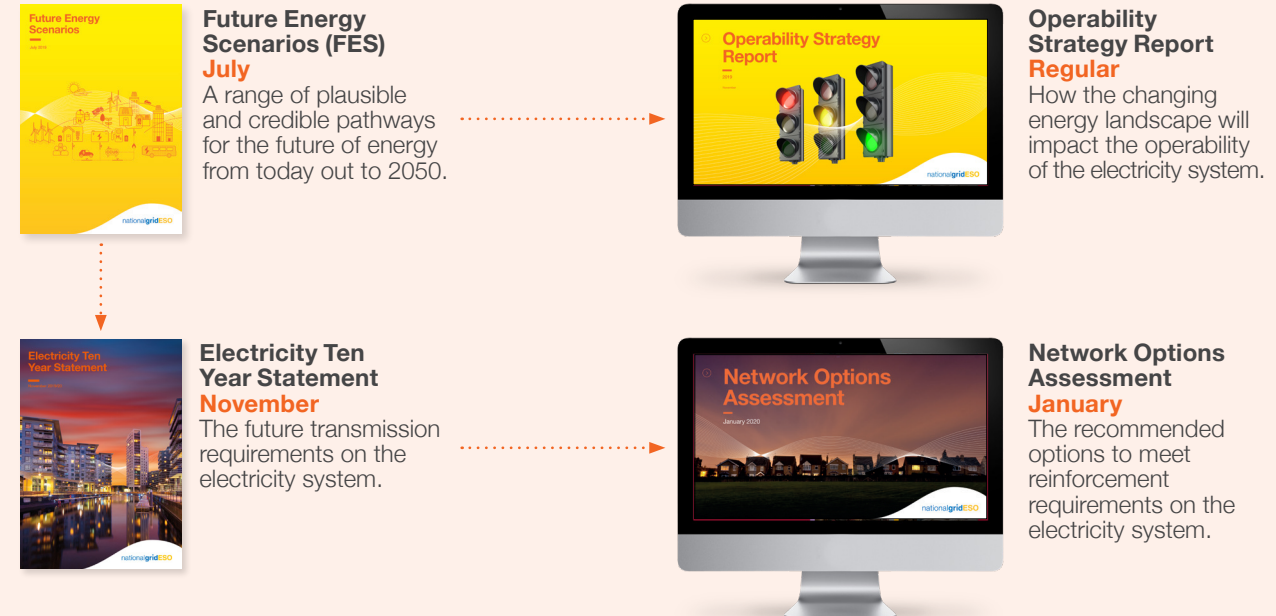 Future Energy
Scenarios
July 2019
nationalgridESO
Future Energy
Scenarios (FES)
July
A range of plausible
and credible pathways
for the future of energy
from today out to 2050.
Operability Strategy
Report
2019
nationalgridESO
Operability
Strategy Report
Regular
How the changing
energy landscape will
impact the operability
of the electricity system.
Electricity Ten
Year Statement
nationalgridESO
Electricity Ten
Year Statement
November
The future transmission
requirements on the
electricity system.
Network Options
Assessment
January 2020
nationalgridESO
Network Options
Assessment
January
The recommended
options to meet
reinforcement
requirements on the
electricity system.